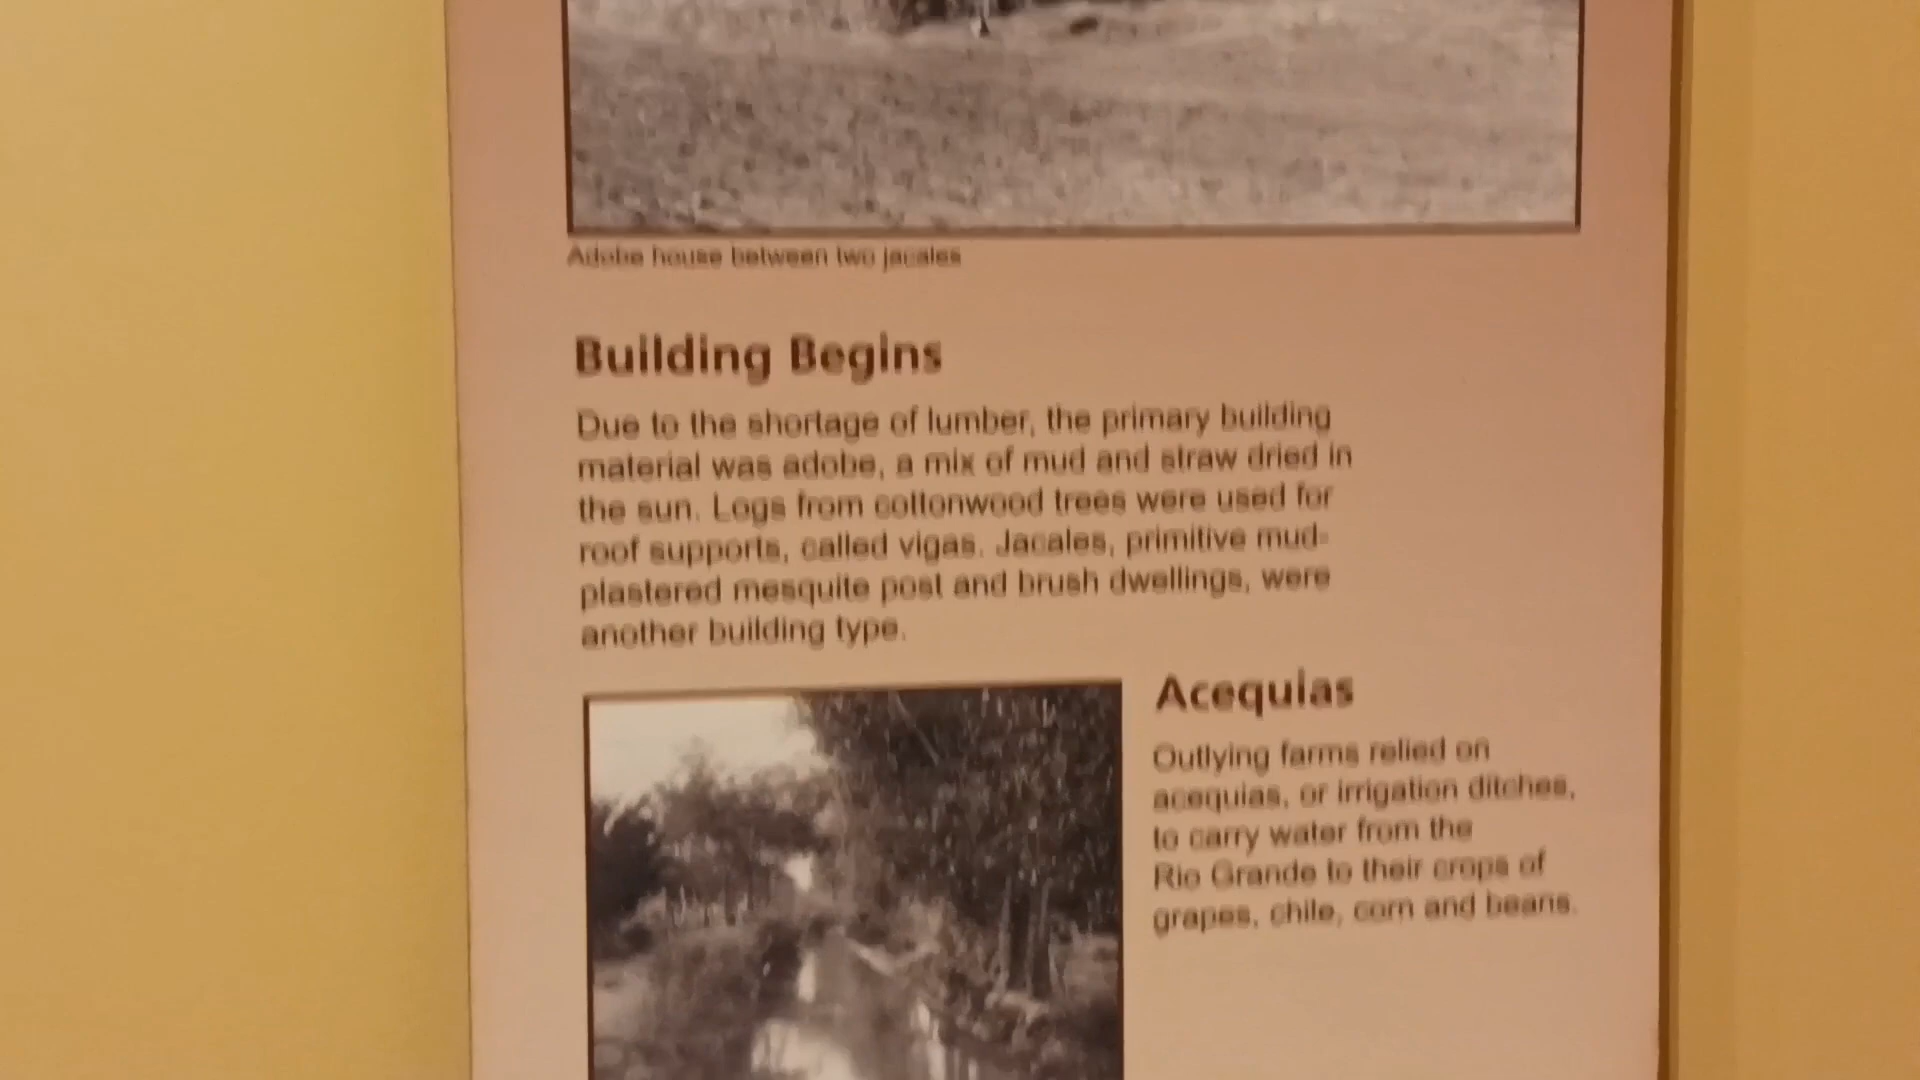 Adobe house between two jacales
Building Begins
Due to the shortage of lumber, the primary building
material was adobe, a mix of mud and straw dried in
the sun. Logs from cottonwood trees were used for
roof supports, called vigas. Jacales, primitive mud-
plastered mesquite post and brush dwellings, were
another building type.
Acequias
Outlying farms relied on
acequias, or irrigation ditches,
to carry water from the
Rio Grande to their crops of
grapes, chile, corn and beans.